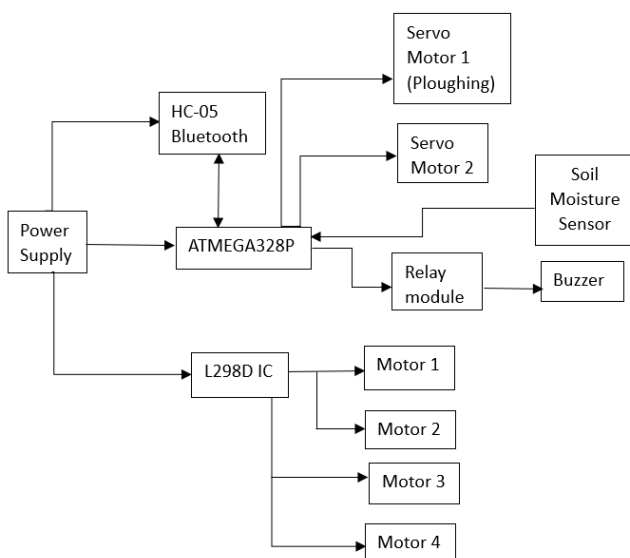 Servo
Motor 1
(Ploughing)
HC-05
Bluetooth
Servo
Motor 2
Soil
Moisture
Sensor
Power
Supply
ATMEGA328P
Relay
module
Buzzer
L298D IC
Motor 1
Motor 2
Motor 3
Motor 4